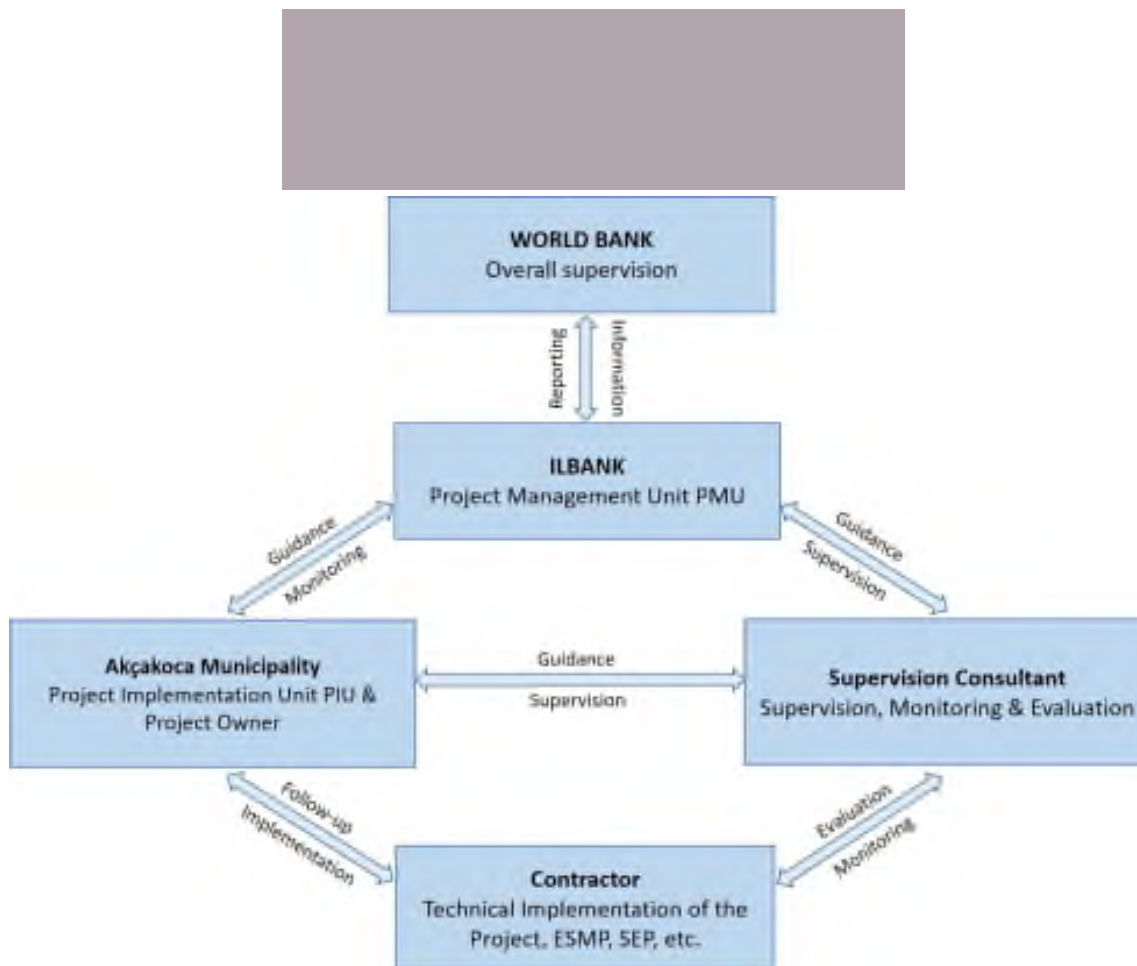 WORLD BANK
Overall supervision
Reporting
Information
ILBANK
Project Management Unit PMU
Guidance
Monitoring
Guidance
Supervision
Akçakoca Municipality
Project Implementation Unit PIU &
Project Owner
Guidance
Supervision
Supervision Consultant
Supervision, Monitoring & Evaluation
Follow-up
Implementation
Evaluation
Monitoring
Contractor
Technical Implementation of the
Project, ESMP, SEP, etc.